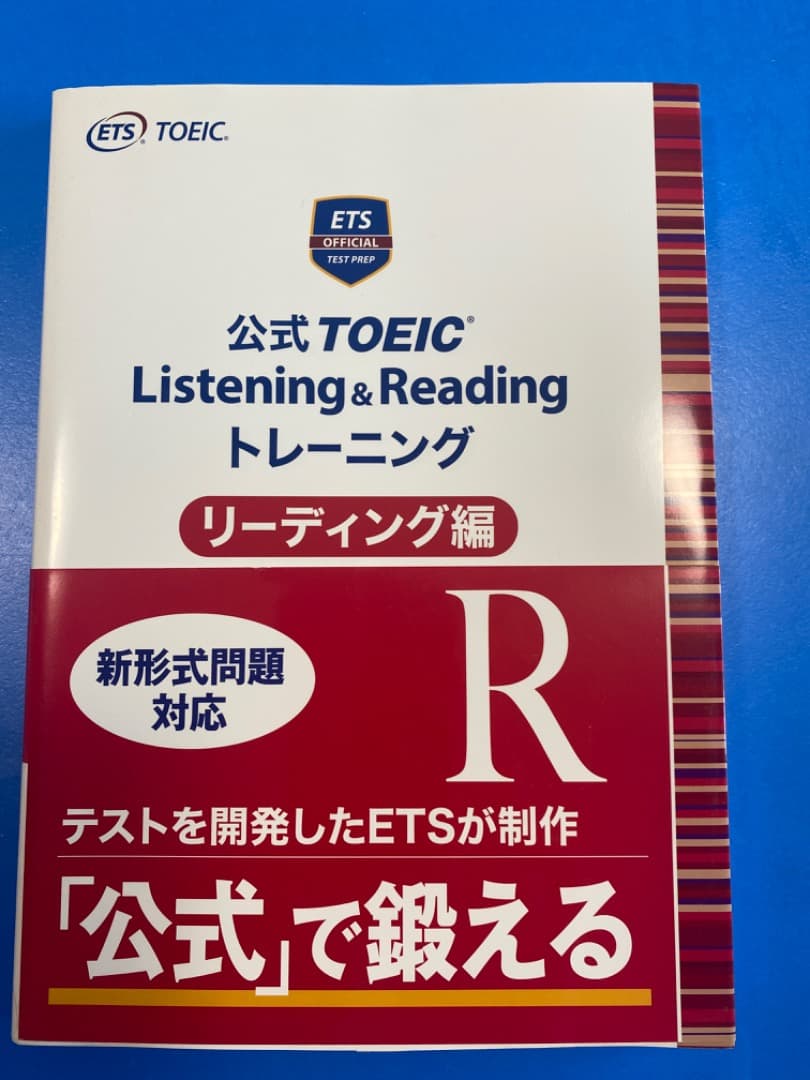 ETS® TOEIC®
ETS
OFFICIAL
TEST PREP
公式 TOEIC®
Listening & Reading
トレーニング
リーディング編
新形式問題
対応
R
テストを開発したETSが制作
「公式」で鍛える